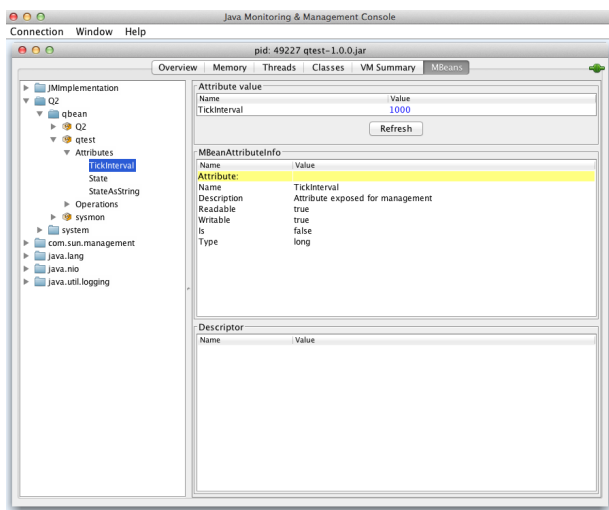 Java Monitoring & Management Console
Connection Window Help
pid: 49227 qtest-1.0.0.jar
Overview Memory Threads Classes VM Summary MBeans
JMImplementation
Q2
qbean
Q2
qtest
Attributes
TickInterval
State
StateAsString
Operations
sysmon
system
com.sun.management
java.lang
java.nio
java.util.logging
Attribute value
Name Value
TickInterval 1000
Refresh
MBeanAttributeInfo
Name Value
Attribute:
Name TickInterval
Description Attribute exposed for management
Readable true
Writable true
Is false
Type long
Descriptor
Name Value